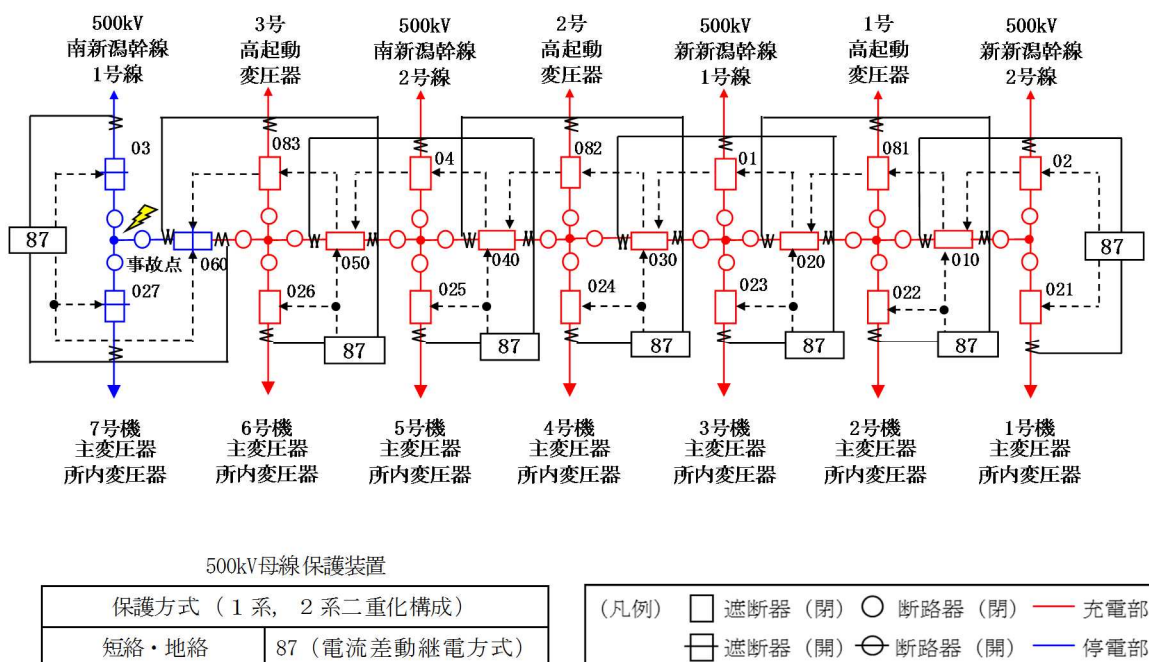 500kV
南新潟幹線
1号線
3号
高起動
変圧器
500kV
南新潟幹線
2号線
2号
高起動
変圧器
500kV
新新潟幹線
1号線
1号
高起動
変圧器
500kV
新新潟幹線
2号線
03
083
04
082
01
081
02
87
事故点
060
050
040
030
020
010
87
027
026
025
024
023
022
021
87
87
87
87
87
7号機
主変圧器
所内変圧器
6号機
主変圧器
所内変圧器
5号機
主変圧器
所内変圧器
4号機
主変圧器
所内変圧器
3号機
主変圧器
所内変圧器
2号機
主変圧器
所内変圧器
1号機
主変圧器
所内変圧器
500kV母線保護装置
保護方式（1系，2系二重化構成）
短絡・地絡 87（電流差動継電方式）
（凡例） 遮断器（閉） 断路器（閉） 充電部
遮断器（開） 断路器（開） 停電部